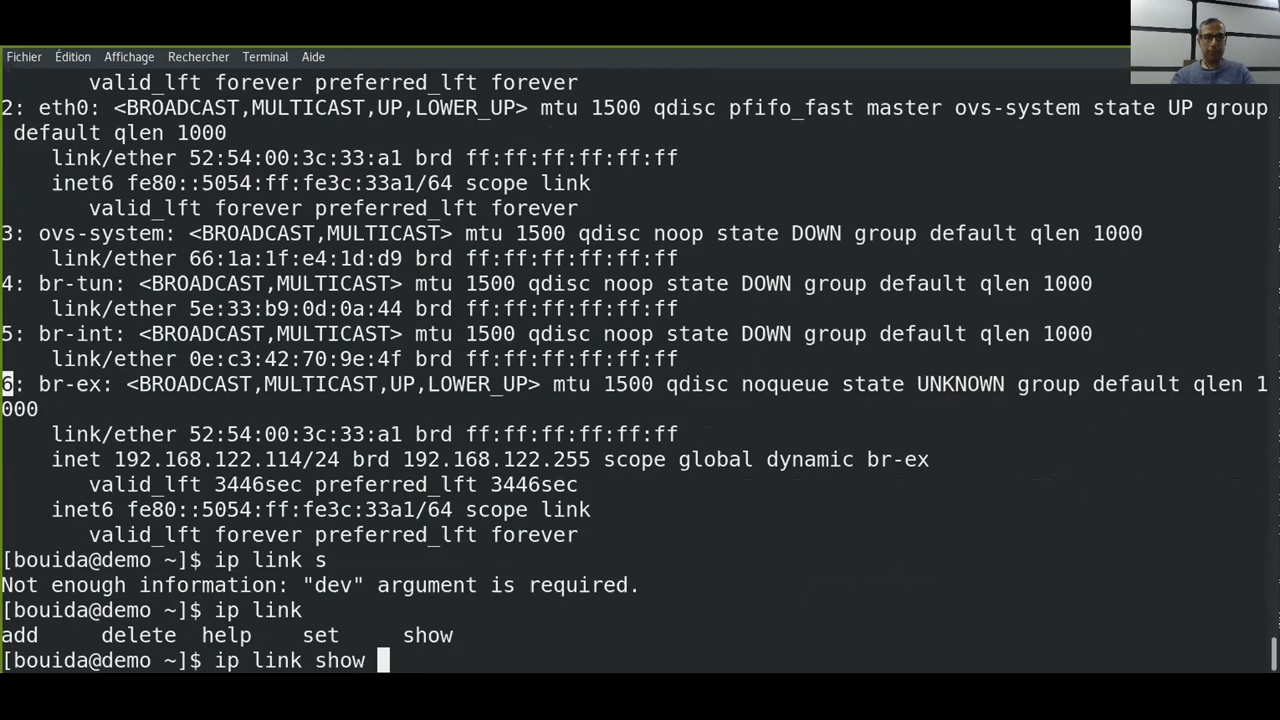 Fichier Édition Affichage Rechercher Terminal Aide
valid_lft forever preferred_lft forever
2: eth0: <BROADCAST,MULTICAST,UP,LOWER_UP> mtu 1500 qdisc pfifo_fast master ovs-system state UP group
default qlen 1000
link/ether 52:54:00:3c:33:a1 brd ff:ff:ff:ff:ff:ff
inet6 fe80::5054:ff:fe3c:33a1/64 scope link
valid_lft forever preferred_lft forever
3: ovs-system: <BROADCAST,MULTICAST> mtu 1500 qdisc noop state DOWN group default qlen 1000
link/ether 66:1a:1f:e4:1d:d9 brd ff:ff:ff:ff:ff:ff
4: br-tun: <BROADCAST,MULTICAST> mtu 1500 qdisc noop state DOWN group default qlen 1000
link/ether 5e:33:b9:0d:0a:44 brd ff:ff:ff:ff:ff:ff
5: br-int: <BROADCAST,MULTICAST> mtu 1500 qdisc noop state DOWN group default qlen 1000
link/ether 0e:c3:42:70:9e:4f brd ff:ff:ff:ff:ff:ff
6: br-ex: <BROADCAST,MULTICAST,UP,LOWER_UP> mtu 1500 qdisc noqueue state UNKNOWN group default qlen 1
000
link/ether 52:54:00:3c:33:a1 brd ff:ff:ff:ff:ff:ff
inet 192.168.122.114/24 brd 192.168.122.255 scope global dynamic br-ex
valid_lft 3446sec preferred_lft 3446sec
inet6 fe80::5054:ff:fe3c:33a1/64 scope link
valid_lft forever preferred_lft forever
[bouida@demo ~]$ ip link s
Not enough information: "dev" argument is required.
[bouida@demo ~]$ ip link
add delete help set show
[bouida@demo ~]$ ip link show